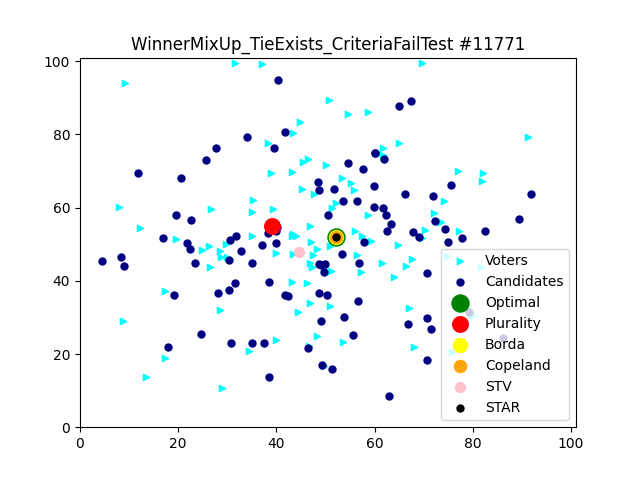 WinnerMixUp_TieExists_CriteriaFailTest #11771
100
80
60
40
20
0
0
20
40
60
80
100
Voters
Candidates
Optimal
Plurality
Borda
Copeland
STV
STAR